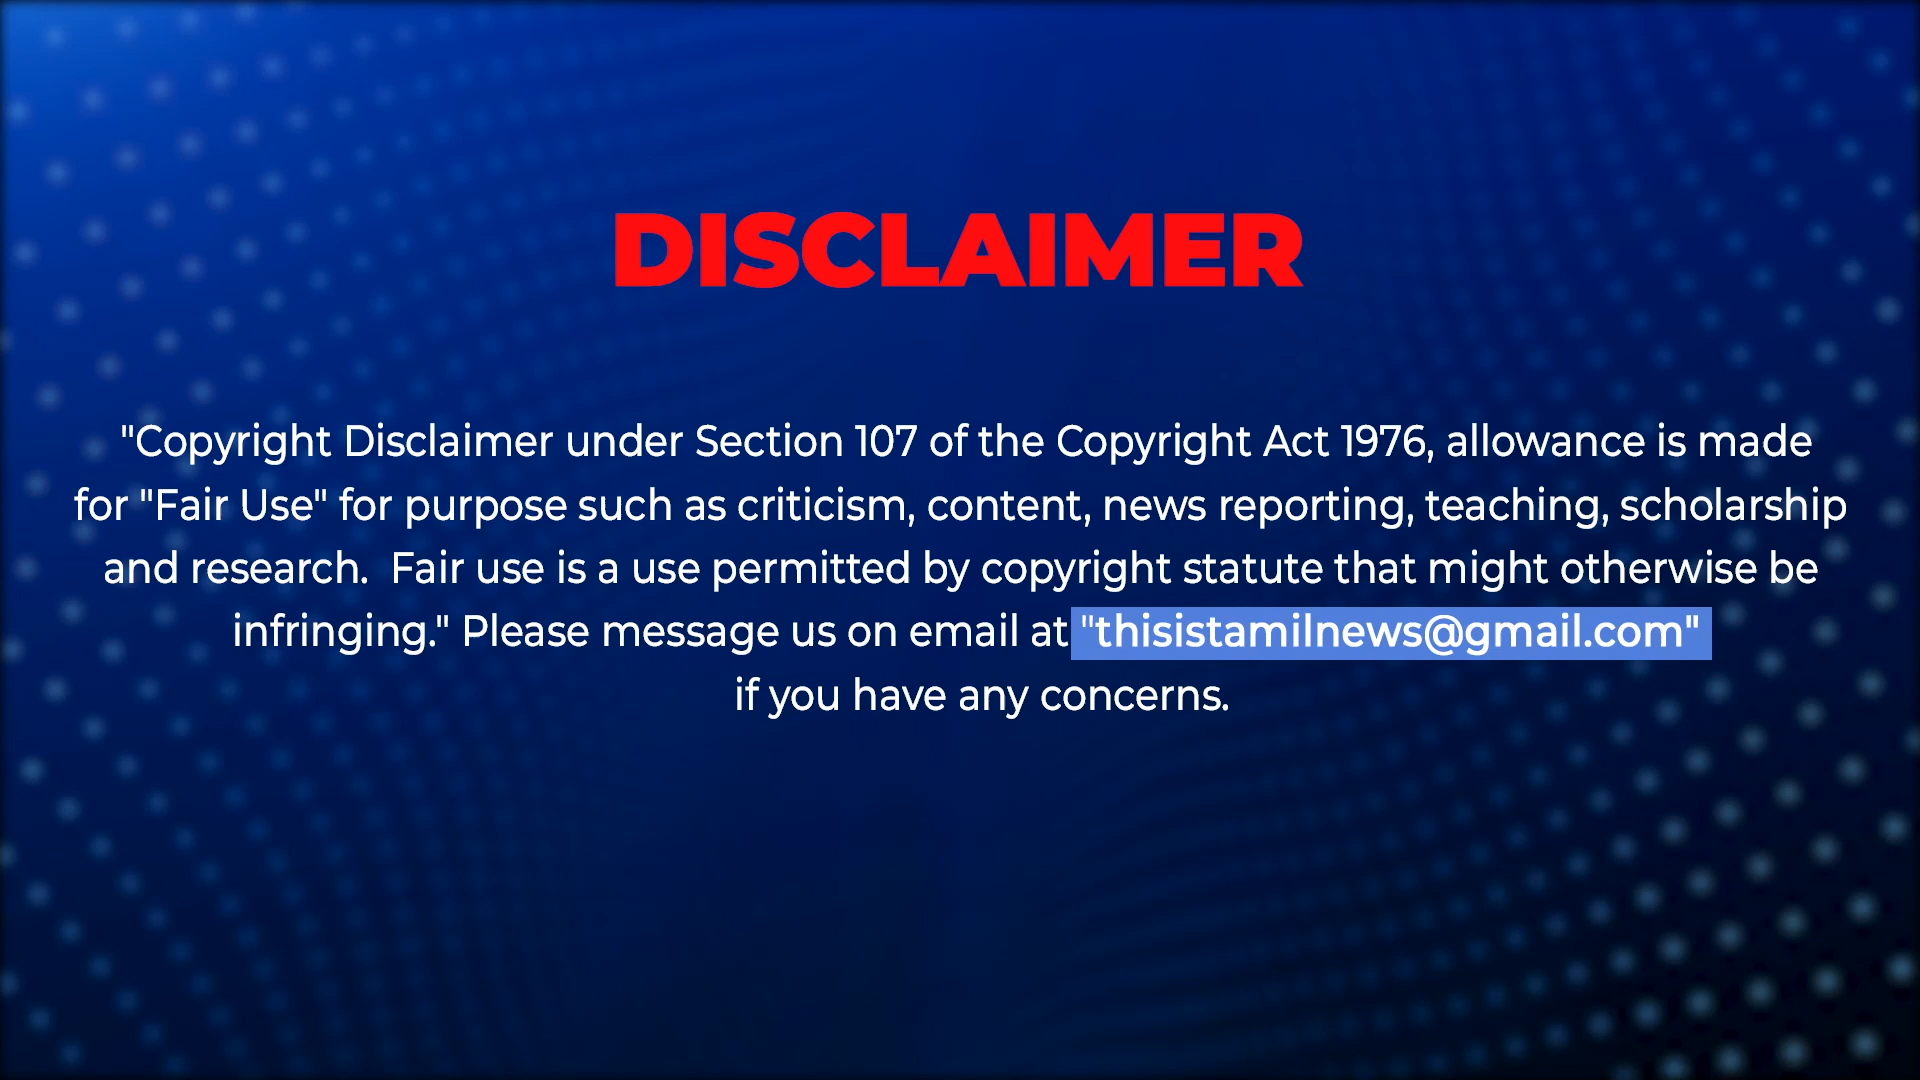 DISCLAIMER
"Copyright Disclaimer under Section 107 of the Copyright Act 1976, allowance is made
for "Fair Use" for purpose such as criticism, content, news reporting, teaching, scholarship
and research.  Fair use is a use permitted by copyright statute that might otherwise be
infringing." Please message us on email at "thisistamilnews@gmail.com"
if you have any concerns.